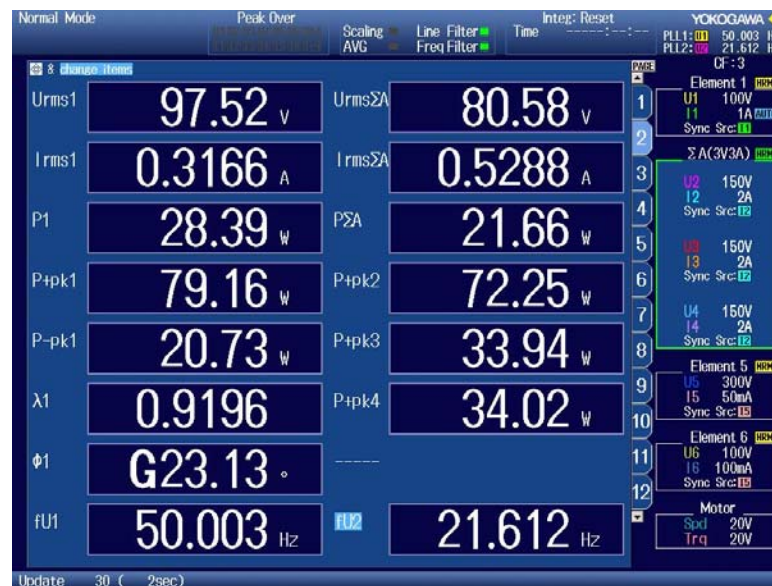 Normal Mode
Peak Over
Scaling
AVG
Line Filter
Freq Filter
Integ: Reset
Time -----:--:--
YOKOGAWA
PLL1: U1 50.003 H
PLL2: U2 21.612 H
& change items
PAGE
CF:3
Urms1 97.52 V
UrmsΣA 80.58 V
Irms1 0.3166 A
IrmsΣA 0.5288 A
P1 28.39 W
PΣA 21.66 W
P+pk1 79.16 W
P+pk2 72.25 W
P-pk1 20.73 W
P+pk3 33.94 W
λ1 0.9196
P+pk4 34.02 W
Φ1 G23.13 °
-----
fU1 50.003 Hz
fU2 21.612 Hz
1
2
3
4
5
6
7
8
9
10
11
12
Element 1 HRM
U1 100V
I1 1A AUTO
Sync Src: I1
ΣA(3V3A) HRM
U2 150V
I2 2A
Sync Src: I2
U3 150V
I3 2A
Sync Src: I2
U4 150V
I4 2A
Sync Src: I2
Element 5 HRM
U5 300V
I5 50mA
Sync Src: I5
Element 6 HRM
U6 100V
I6 100mA
Sync Src: I5
Motor
Spd 20V
Trq 20V
Update 30 ( 2sec)